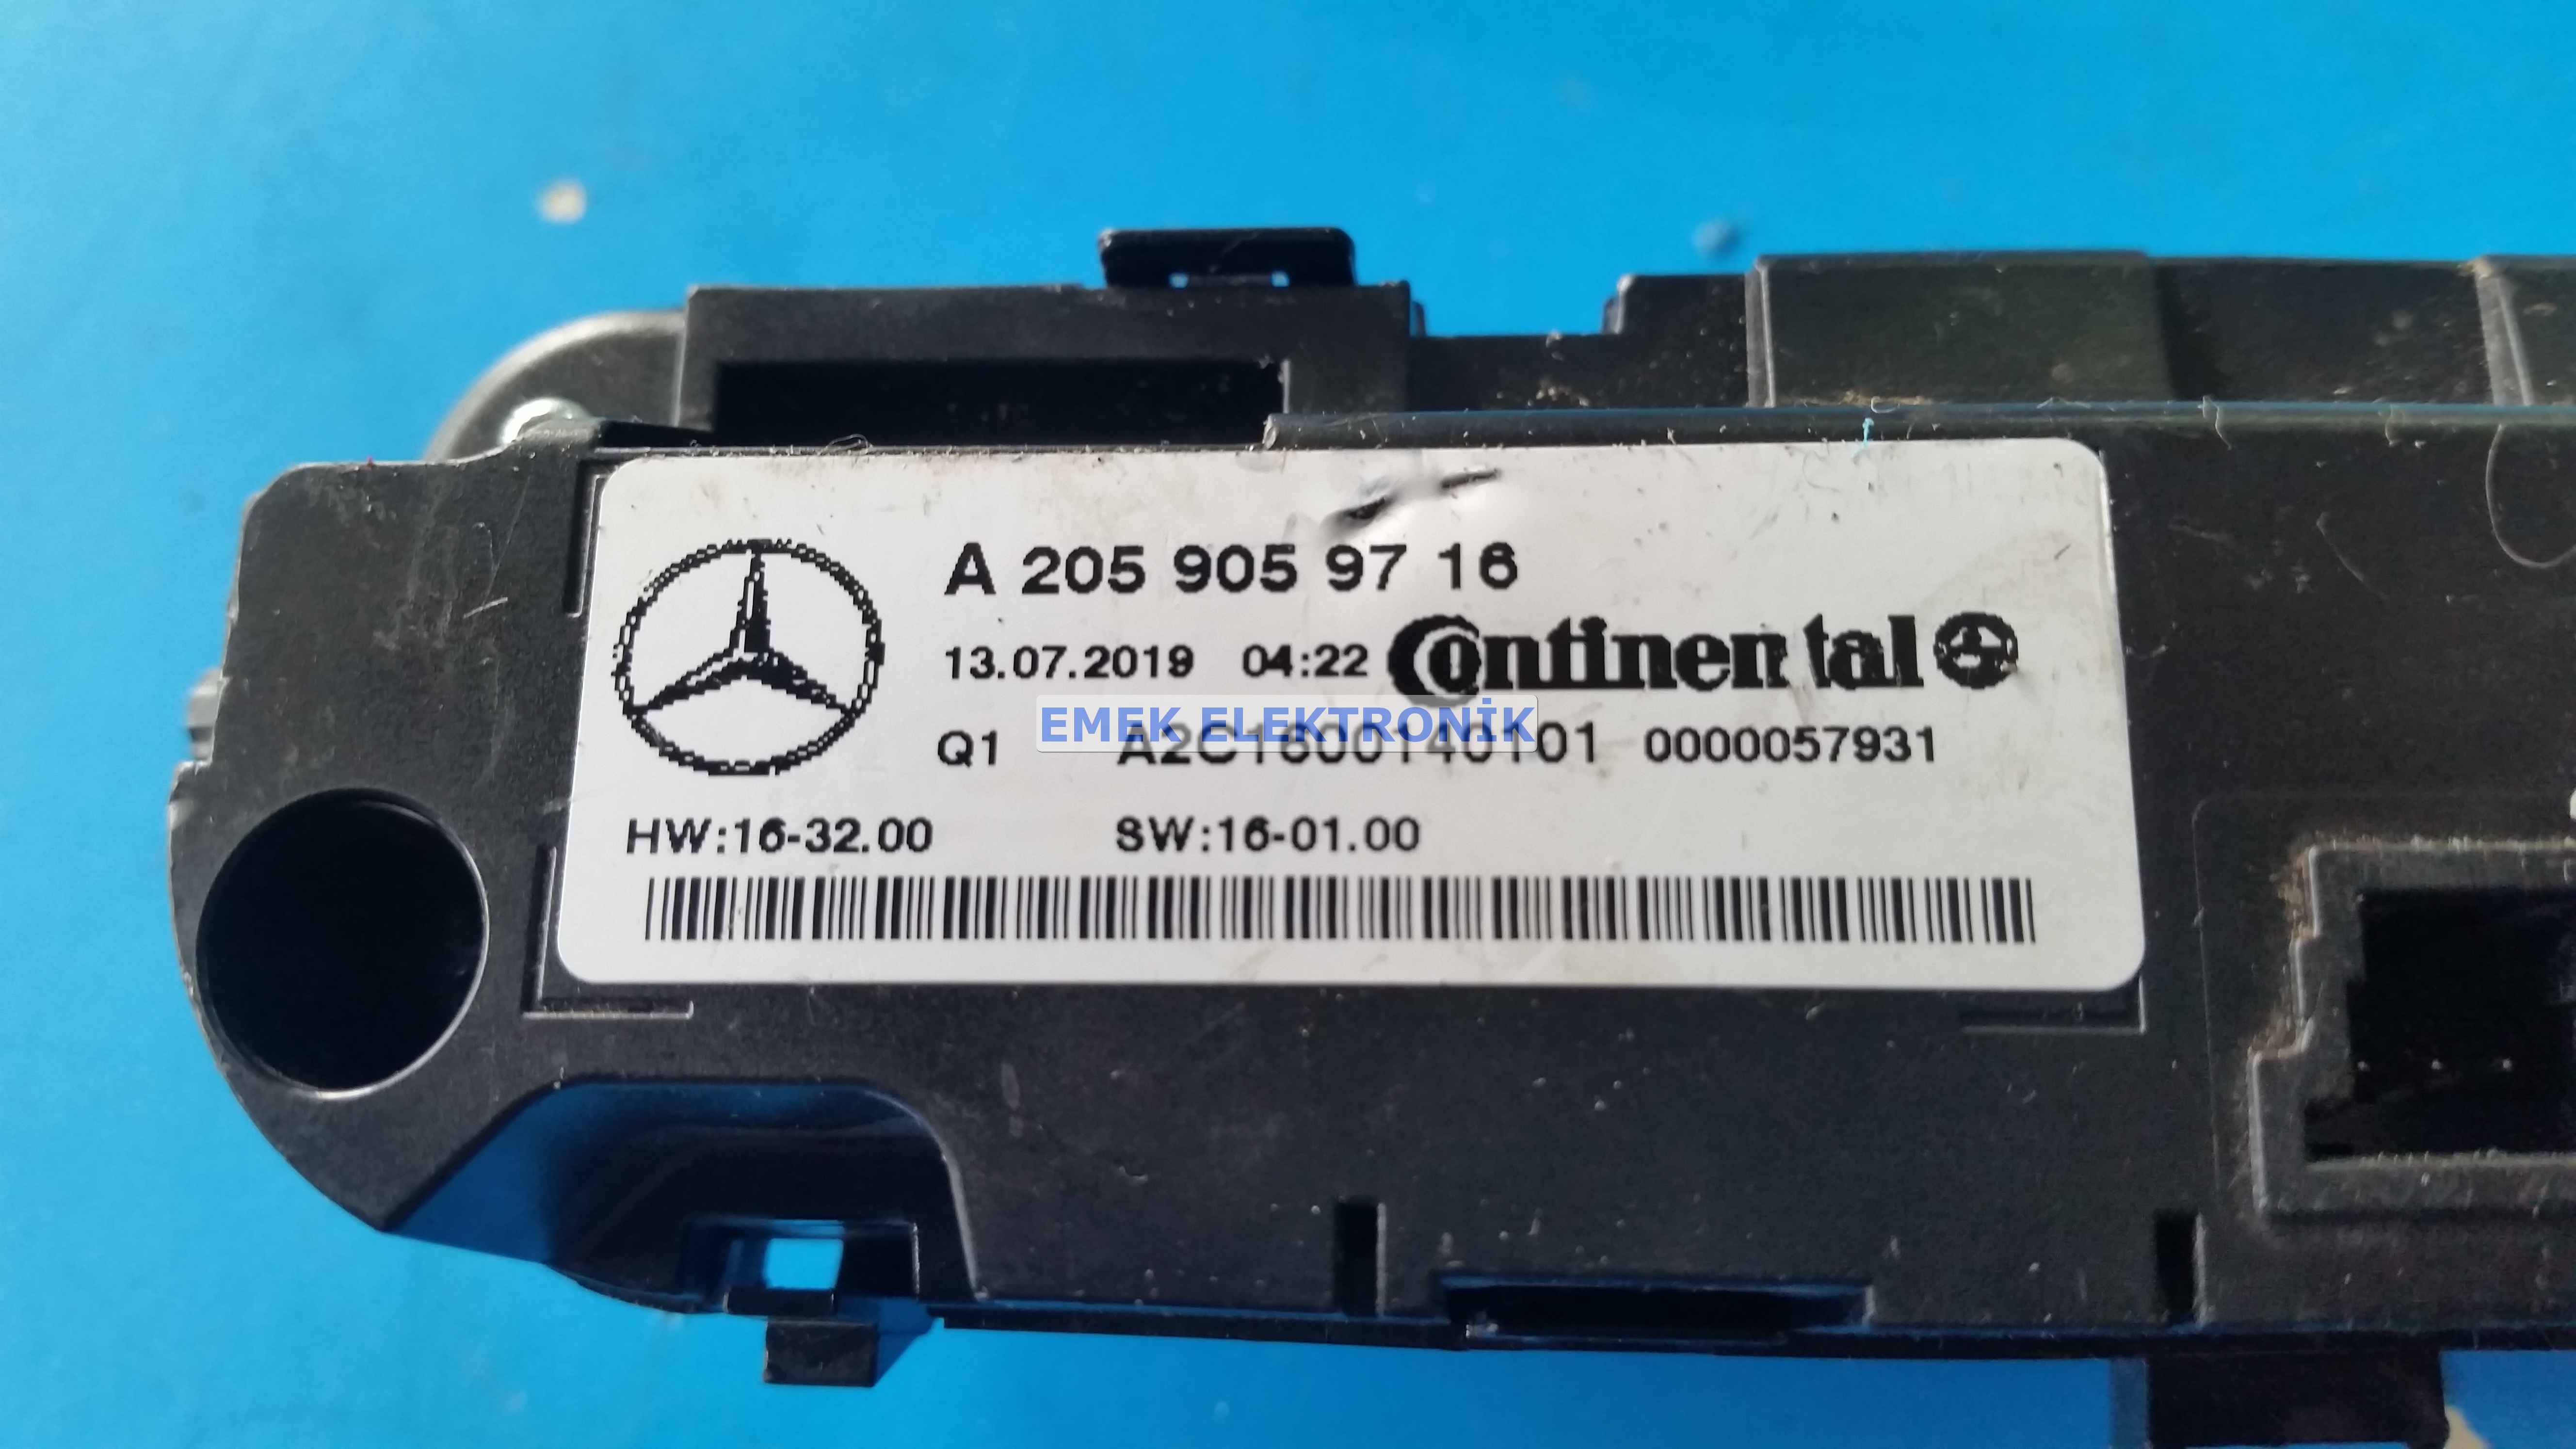 A 205 905 97 16
13.07.2019 04:22 Continental
EMEK ELEKTRONİK
Q1 A2C1800140101 0000057931
HW:16-32.00 SW:16-01.00